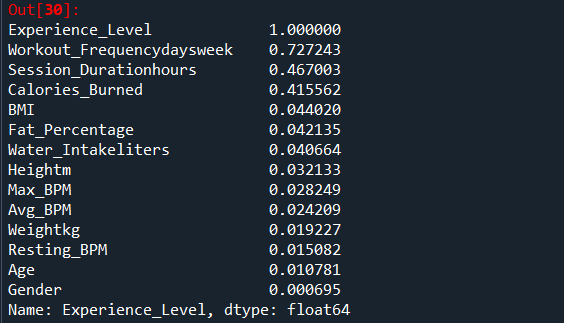 Out[30]:
Experience_Level 1.000000
Workout_Frequencydaysweek 0.727243
Session_Durationhours 0.467003
Calories_Burned 0.415562
BMI 0.044020
Fat_Percentage 0.042135
Water_Intakeliters 0.040664
Heightm 0.032133
Max_BPM 0.028249
Avg_BPM 0.024209
Weightkg 0.019227
Resting_BPM 0.015082
Age 0.010781
Gender 0.000695
Name: Experience_Level, dtype: float64